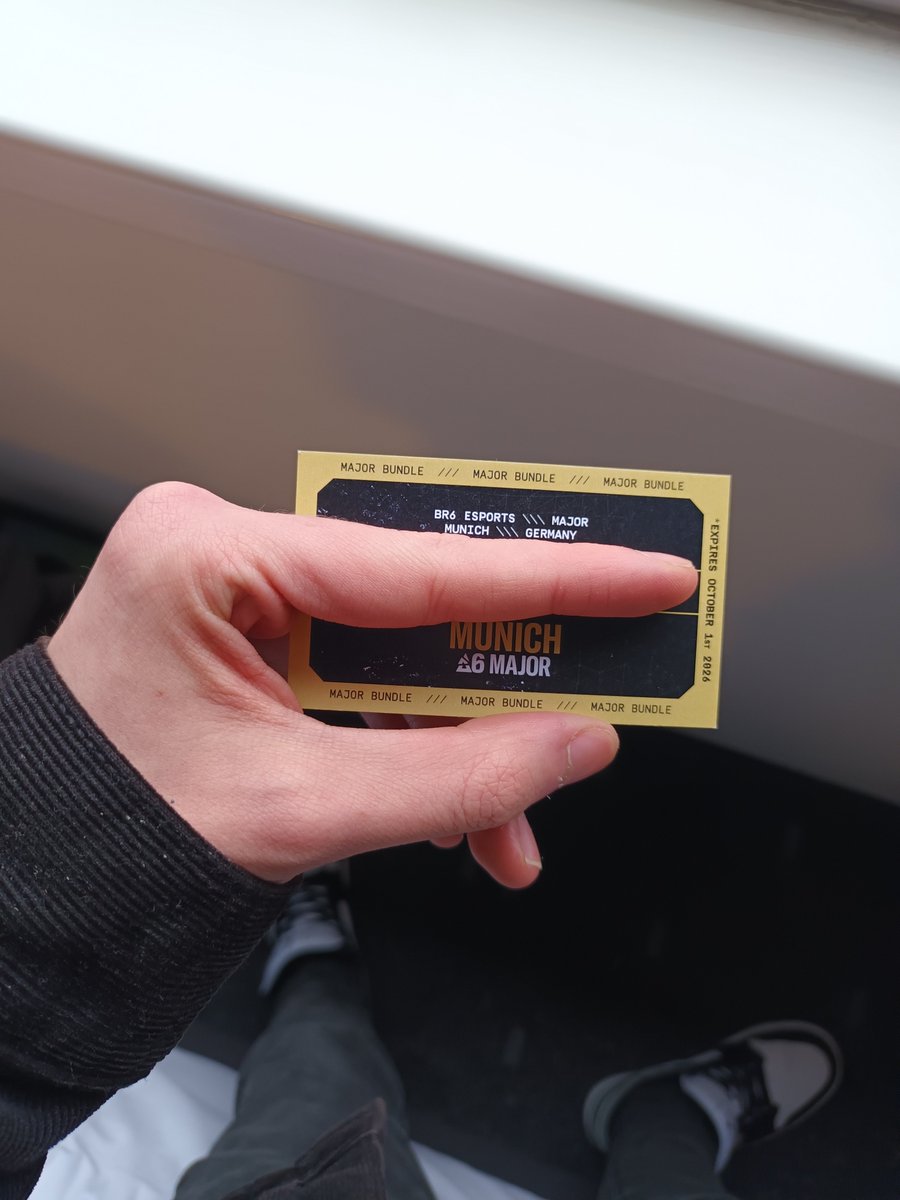 MAJOR BUNDLE /// MAJOR BUNDLE /// MAJOR BUNDLE
BR6 ESPORTS \\\ MAJOR
MUNICH \\\ GERMANY
MUNICH
6 MAJOR
MAJOR BUNDLE /// MAJOR BUNDLE /// MAJOR BUNDLE
*EXPIRES OCTOBER 1ST 2026